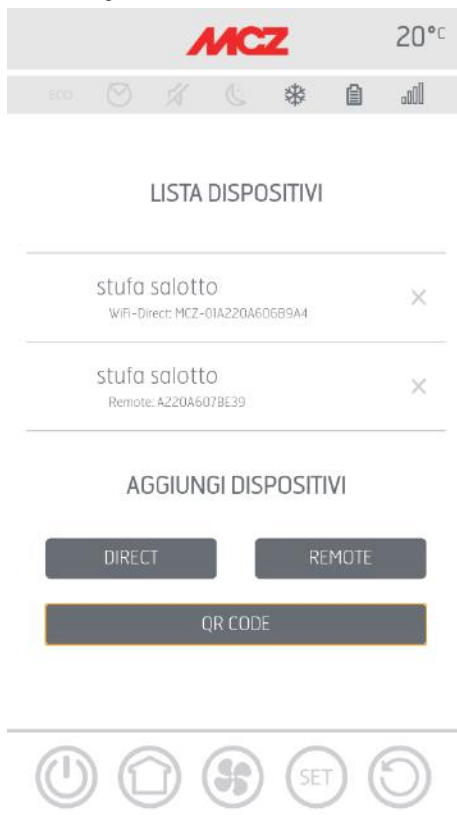 MCZ
20°C
ECO
LISTA DISPOSITIVI
stufa salotto
WiFi-Direct: MCZ-01A220A606B9A4
stufa salotto
Remote: A220A607BE39
AGGIUNGI DISPOSITIVI
DIRECT
REMOTE
QR CODE
SET